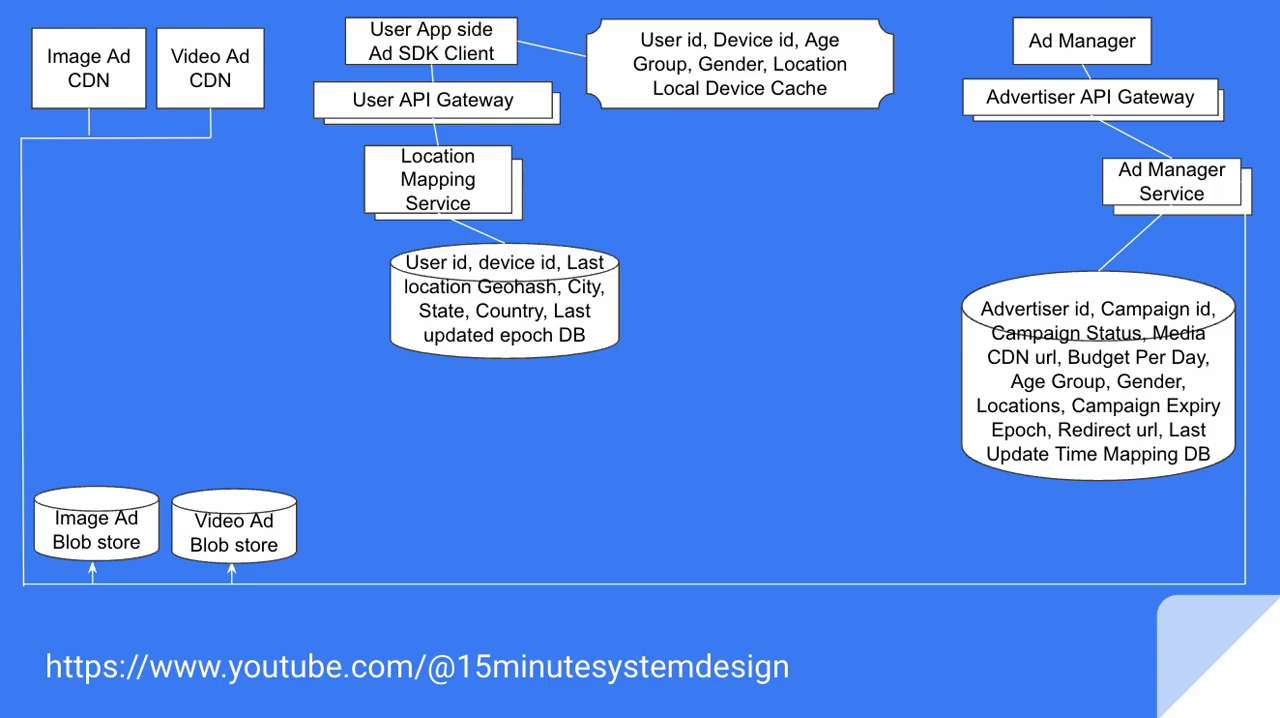 Image Ad
CDN
Video Ad
CDN
User App side
Ad SDK Client
User id, Device id, Age
Group, Gender, Location
Local Device Cache
Ad Manager
User API Gateway
Advertiser API Gateway
Location
Mapping
Service
Ad Manager
Service
User id, device id, Last
location Geohash, City,
State, Country, Last
updated epoch DB
Advertiser id, Campaign id,
Campaign Status, Media
CDN url, Budget Per Day,
Age Group, Gender,
Locations, Campaign Expiry
Epoch, Redirect url, Last
Update Time Mapping DB
Image Ad
Blob store
Video Ad
Blob store
https://www.youtube.com/@15minutesystemdesign